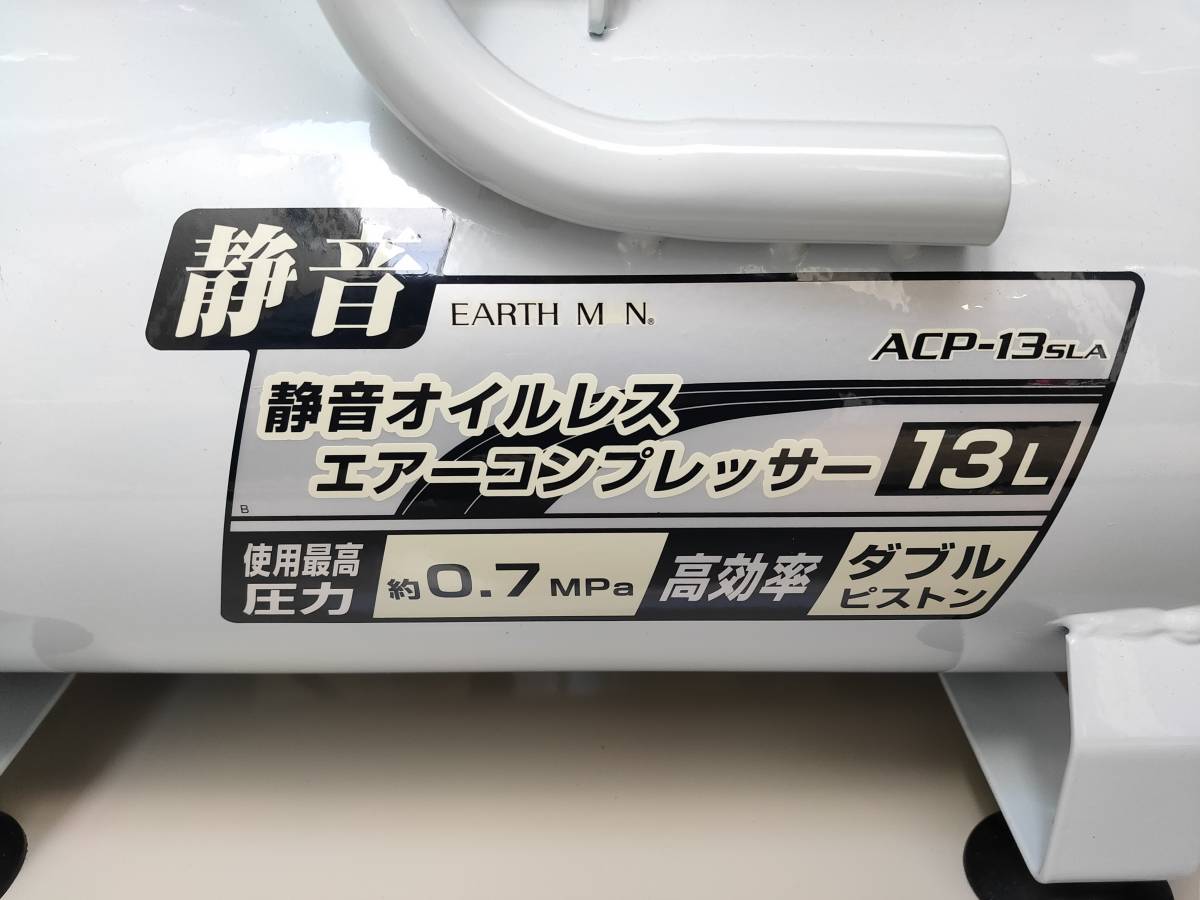 静音
EARTH M N®
ACP-13SLA
静音オイルレス
エアーコンプレッサー 13L
B
使用最高
圧力
約0.7MPa
高効率
ダブル
ピストン